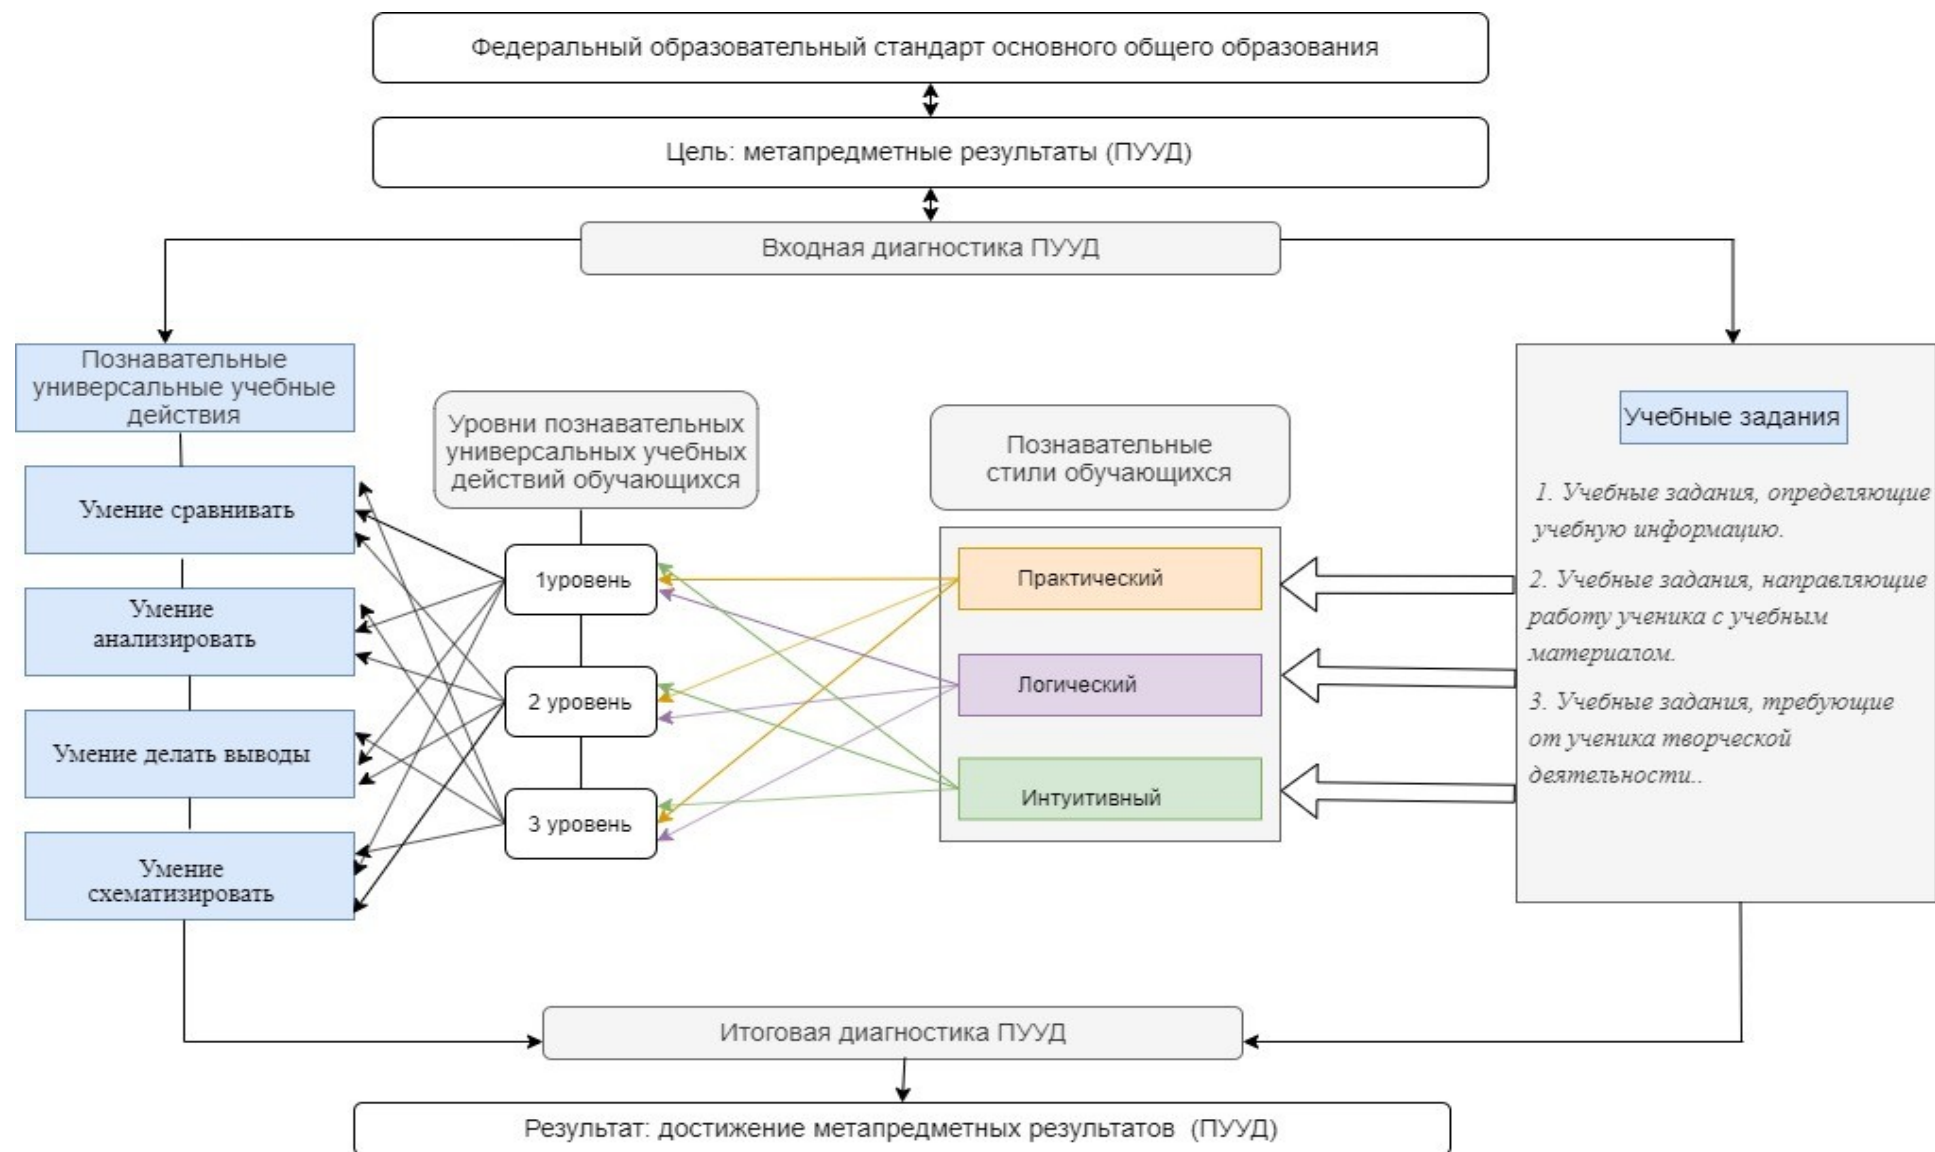 Федеральный образовательный стандарт основного общего образования
Цель: метапредметные результаты (ПУУД)
Входная диагностика ПУУД
Познавательные
универсальные учебные
действия
Умение сравнивать
Умение
анализировать
Умение делать выводы
Умение
схематизировать
Уровни познавательных
универсальных учебных
действий обучающихся
1уровень
2 уровень
3 уровень
Познавательные
стили обучающихся
Практический
Логический
Интуитивный
Учебные задания
1. Учебные задания, определяющие
учебную информацию.
2. Учебные задания, направляющие
работу ученика с учебным
материалом.
3. Учебные задания, требующие
от ученика творческой
деятельности..
Итоговая диагностика ПУУД
Результат: достижение метапредметных результатов (ПУУД)